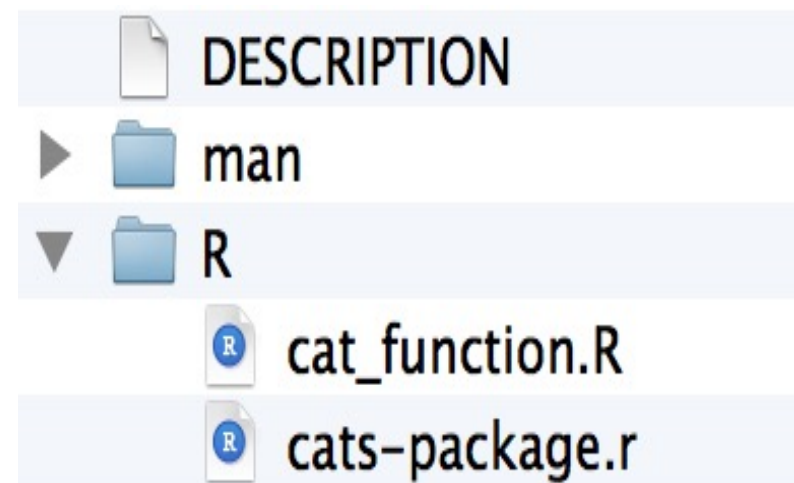 DESCRIPTION
man
R
R cat_function.R
R cats-package.r